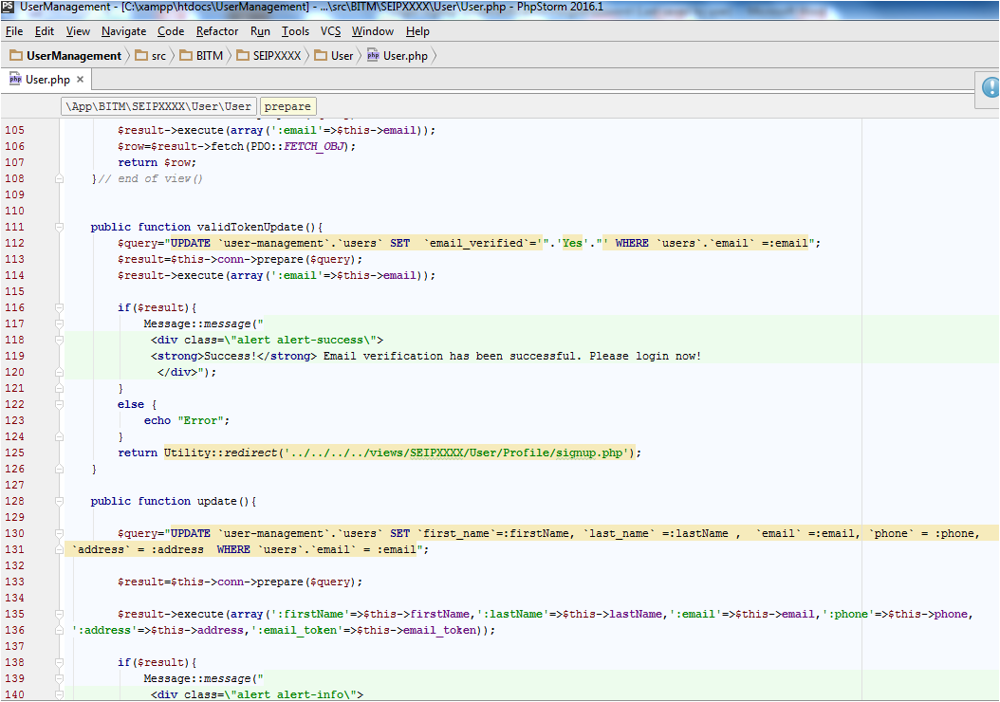 PS UserManagement - [C:\xampp\htdocs\UserManagement] - ...\src\BITM\SEIPXXXX\User\User.php - PhpStorm 2016.1
File Edit View Navigate Code Refactor Run Tools VCS Window Help
UserManagement src BITM SEIPXXXX User php User.php
php User.php ×
\App\BITM\SEIPXXXX\User\User prepare
105 $result->execute(array(':email'=>$this->email));
106 $row=$result->fetch(PDO::FETCH_OBJ);
107 return $row;
108 }// end of view()
109
110
111 public function validTokenUpdate(){
112 $query="UPDATE `user-management`.`users` SET  `email_verified`='".'Yes'."' WHERE `users`.`email` =:email";
113 $result=$this->conn->prepare($query);
114 $result->execute(array(':email'=>$this->email));
115
116 if($result){
117 Message::message("
118 <div class=\"alert alert-success\">
119 <strong>Success!</strong> Email verification has been successful. Please login now!
120 </div>");
121 }
122 else {
123 echo "Error";
124 }
125 return Utility::redirect('../../../../views/SEIPXXXX/User/Profile/signup.php');
126 }
127
128 public function update(){
129
130 $query="UPDATE `user-management`.`users` SET `first_name`=:firstName, `last_name` =:lastName ,  `email` =:email, `phone` = :phone,
131 `address` = :address  WHERE `users`.`email` = :email";
132
133 $result=$this->conn->prepare($query);
134
135 $result->execute(array(':firstName'=>$this->firstName,':lastName'=>$this->lastName,':email'=>$this->email,':phone'=>$this->phone,
136 ':address'=>$this->address,':email_token'=>$this->email_token));
137
138 if($result){
139 Message::message("
140 <div class=\"alert alert-info\">